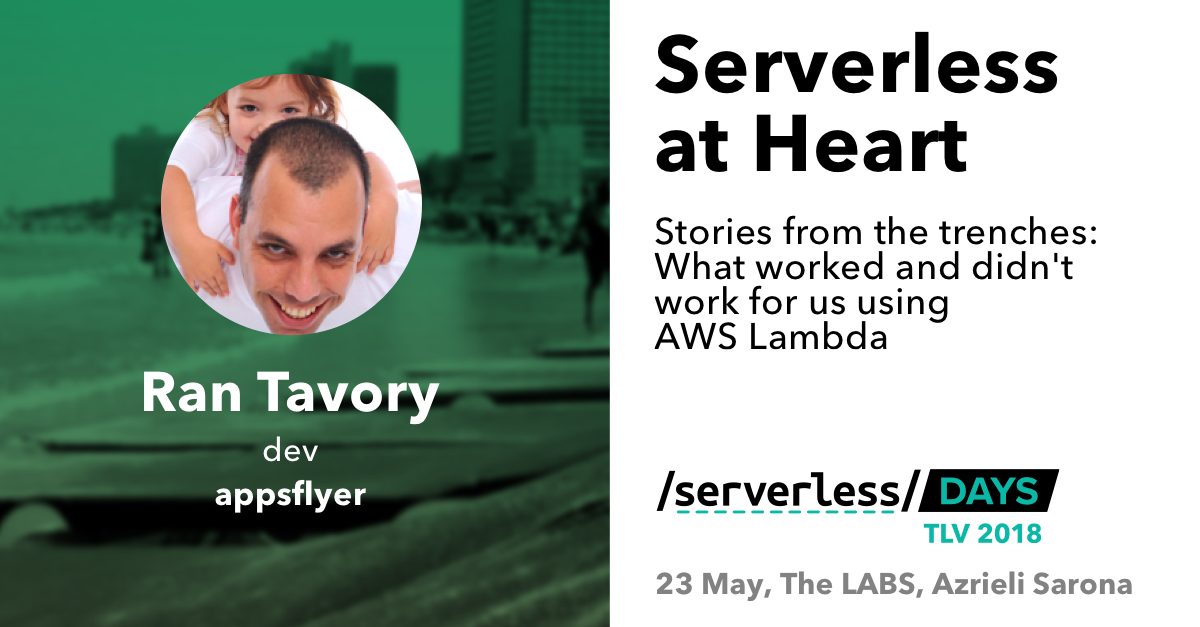 Serverless
at Heart
Stories from the trenches:
What worked and didn't
work for us using
AWS Lambda
Ran Tavory
dev
appsflyer
/serverless/ DAYS
TLV 2018
23 May, The LABS, Azrieli Sarona